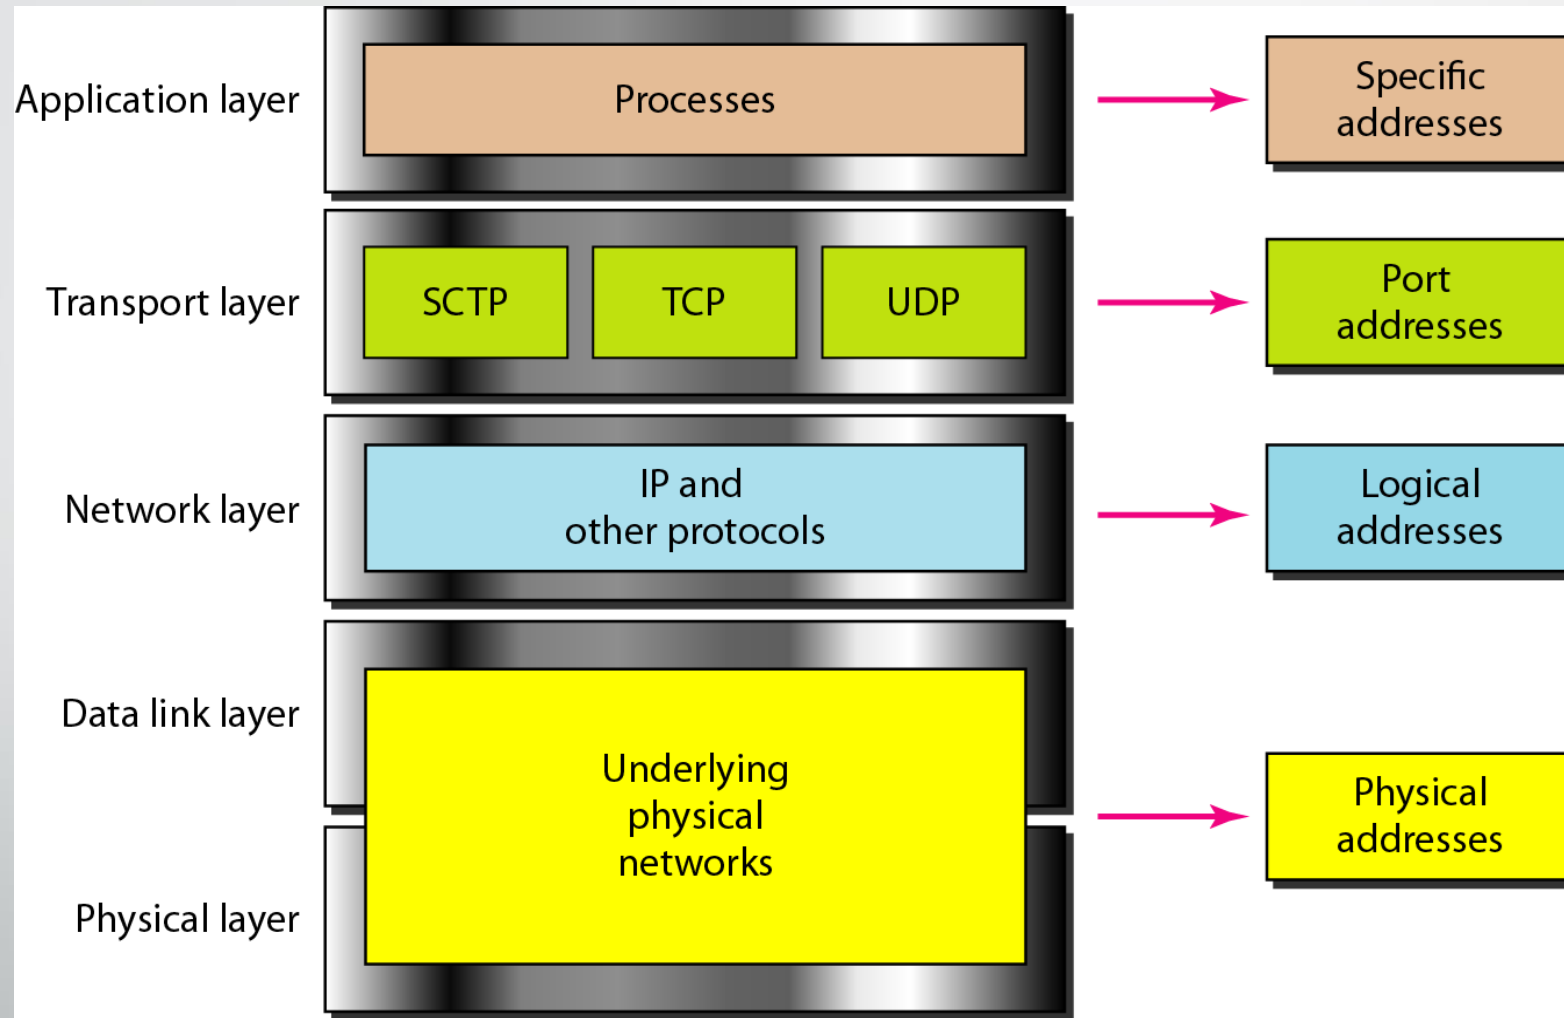 Application layer
Processes
Specific
addresses
Transport layer
SCTP
TCP
UDP
Port
addresses
Network layer
IP and
other protocols
Logical
addresses
Data link layer
Underlying
physical
networks
Physical
addresses
Physical layer